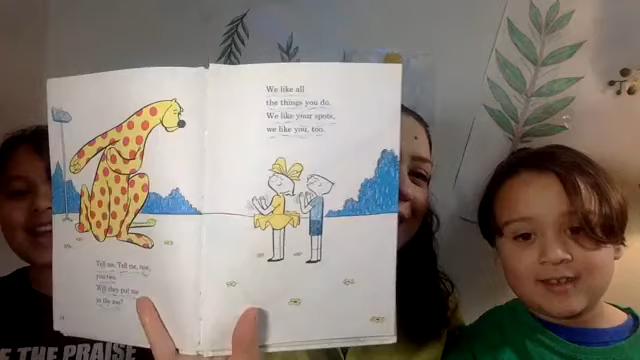 Tell me. Tell me, now,
you two.
Will they put me
in the zoo?
We like all
the things you do.
We like your spots,
we like you, too.
THE PRAISE